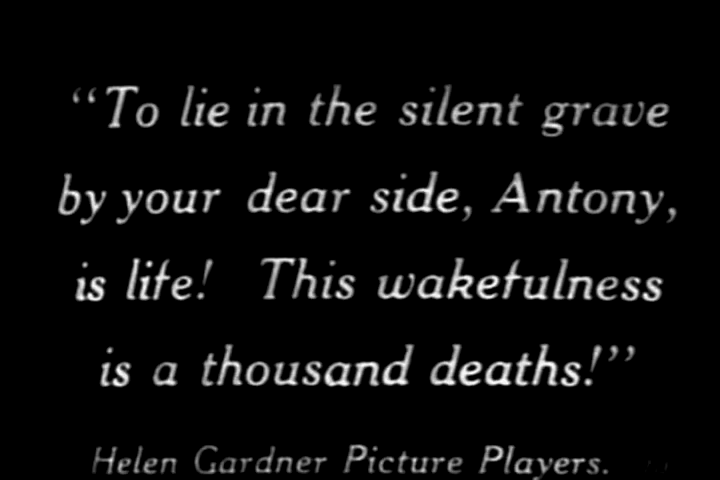 “To lie in the silent grave
by your dear side, Antony,
is life! This wakefulness
is a thousand deaths!”
Helen Gardner Picture Players.